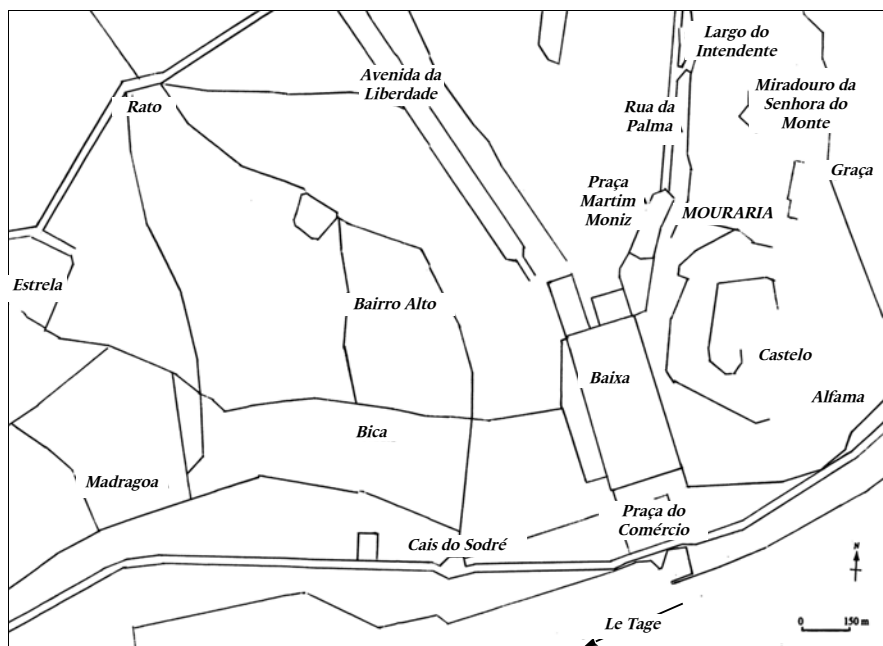 Largo do
Intendente
Avenida da
Liberdade
Miradouro da
Senhora do
Monte
Rato
Rua da
Palma
Graça
Praça
Martim
Moniz
MOURARIA
Estrela
Bairro Alto
Castelo
Baixa
Alfama
Bica
Madragoa
Praça do
Comércio
Cais do Sodré
N
Le Tage
0 150 m